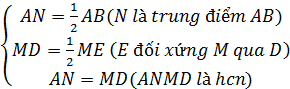 AN = 1/2 AB(N là trung điểm AB)
MD = 1/2 ME (E đối xứng M qua D)
AN = MD(ANMD là hcn)